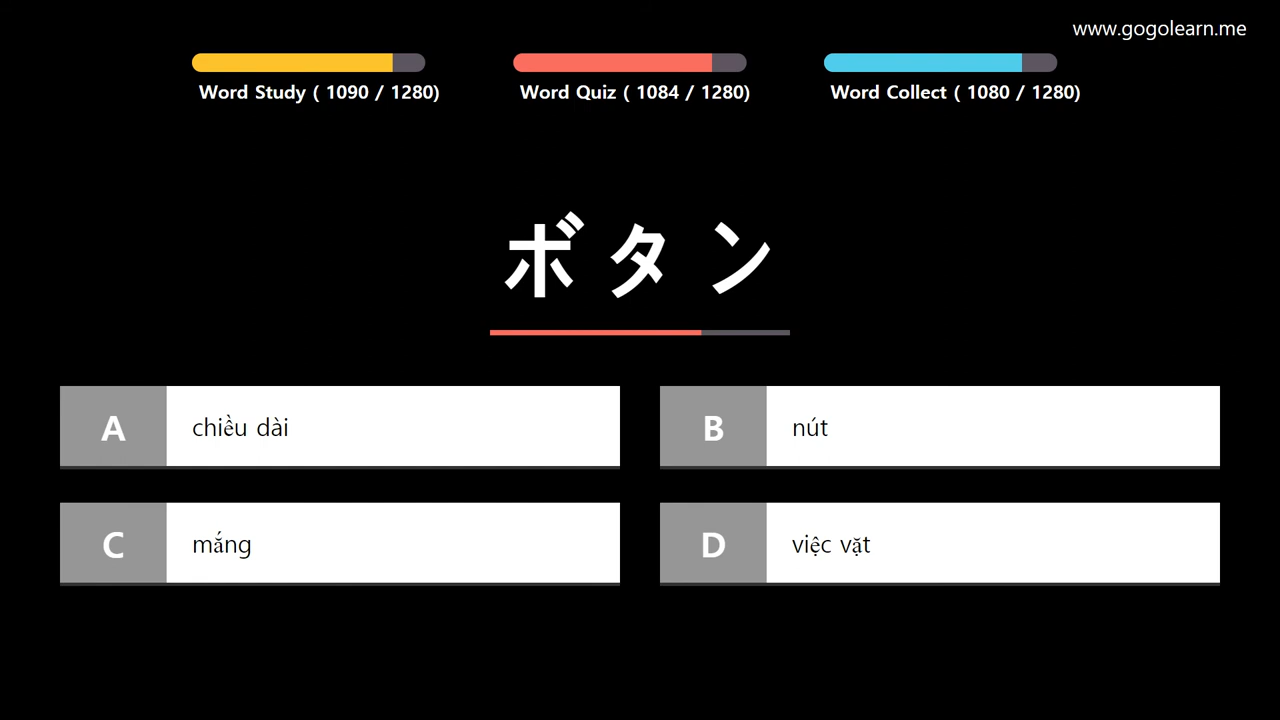 www.gogolearn.me
Word Study ( 1090 / 1280)
Word Quiz ( 1084 / 1280)
Word Collect ( 1080 / 1280)
ボタン
A chiều dài
B nút
C mắng
D việc vặt